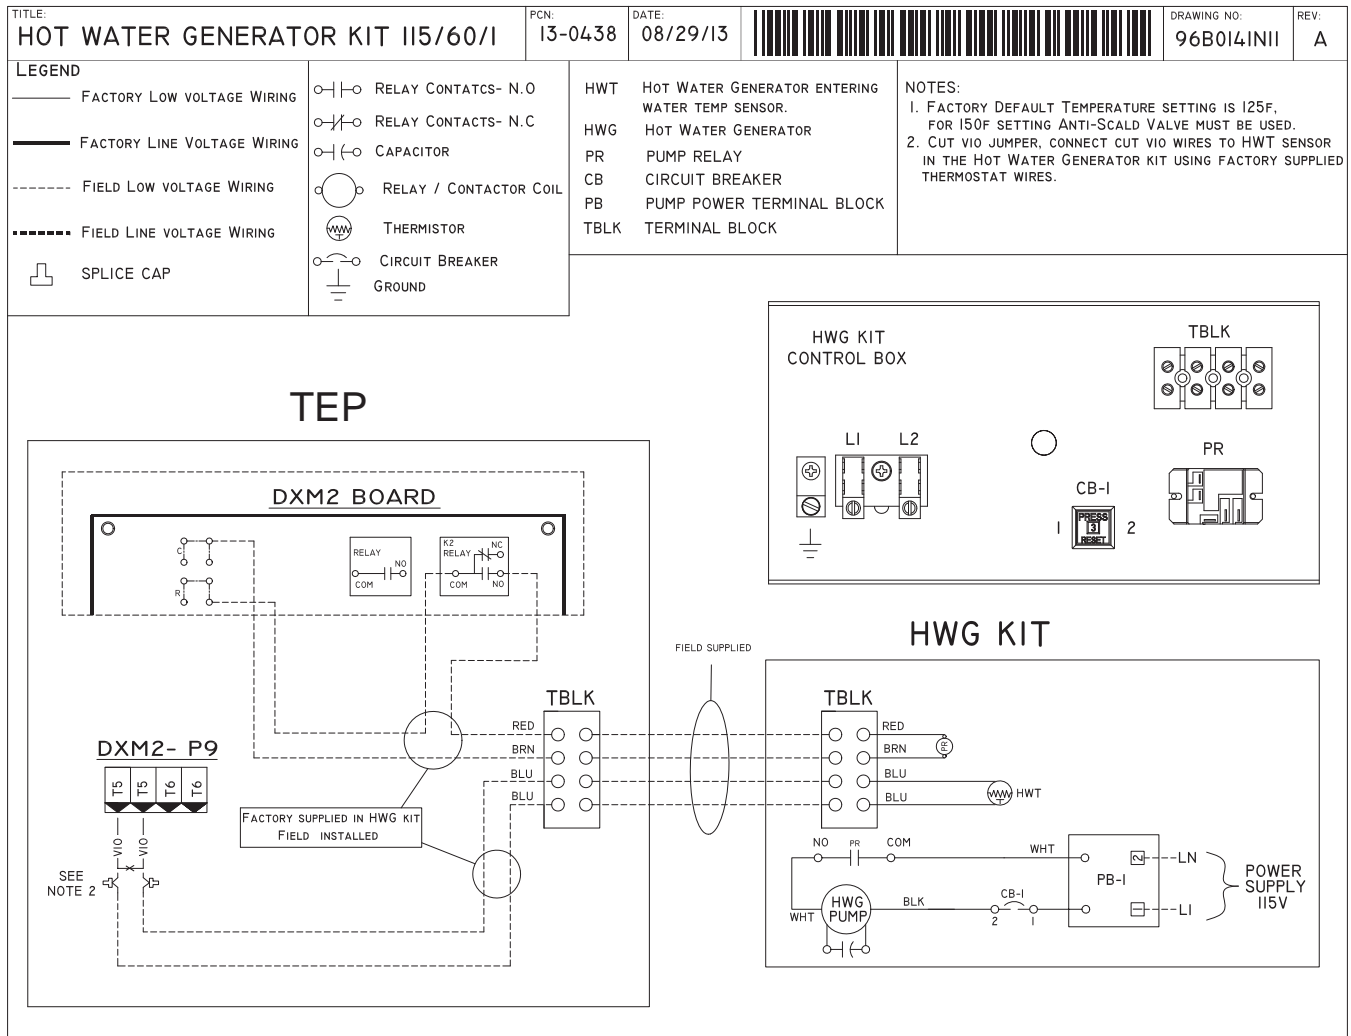 TITLE:
HOT WATER GENERATOR KIT 115/60/1
PCN:
13-0438
DATE:
08/29/13
DRAWING NO:
96B0141N11
REV:
A
LEGEND
FACTORY LOW VOLTAGE WIRING
FACTORY LINE VOLTAGE WIRING
FIELD LOW VOLTAGE WIRING
FIELD LINE VOLTAGE WIRING
SPLICE CAP
RELAY CONTATCS- N.O
RELAY CONTACTS- N.C
CAPACITOR
RELAY / CONTACTOR COIL
THERMISTOR
CIRCUIT BREAKER
GROUND
HWT HOT WATER GENERATOR ENTERING
WATER TEMP SENSOR.
HWG HOT WATER GENERATOR
PR PUMP RELAY
CB CIRCUIT BREAKER
PB PUMP POWER TERMINAL BLOCK
TBLK TERMINAL BLOCK
NOTES:
1. FACTORY DEFAULT TEMPERATURE SETTING IS 125F,
FOR 150F SETTING ANTI-SCALD VALVE MUST BE USED.
2. CUT VIO JUMPER, CONNECT CUT VIO WIRES TO HWT SENSOR
IN THE HOT WATER GENERATOR KIT USING FACTORY SUPPLIED
THERMOSTAT WIRES.
HWG KIT
CONTROL BOX
TBLK
L1 L2
PR
CB-1
1 PRESS 2
3
RESET
TEP
DXM2 BOARD
C
R
RELAY
NO
COM
K2
RELAY
NC
COM
NO
HWG KIT
FIELD SUPPLIED
TBLK
RED
BRN
BLU
BLU
TBLK
RED
BRN
BLU
BLU
PR
HWT
DXM2- P9
T5 T5 T6 T6
VIO VIO
SEE
NOTE 2
FACTORY SUPPLIED IN HWG KIT
FIELD INSTALLED
NO PR COM
WHT
WHT
HWG
PUMP
BLK
CB-1
2 1
PB-1
2 LN
1 L1
POWER
SUPPLY
115V